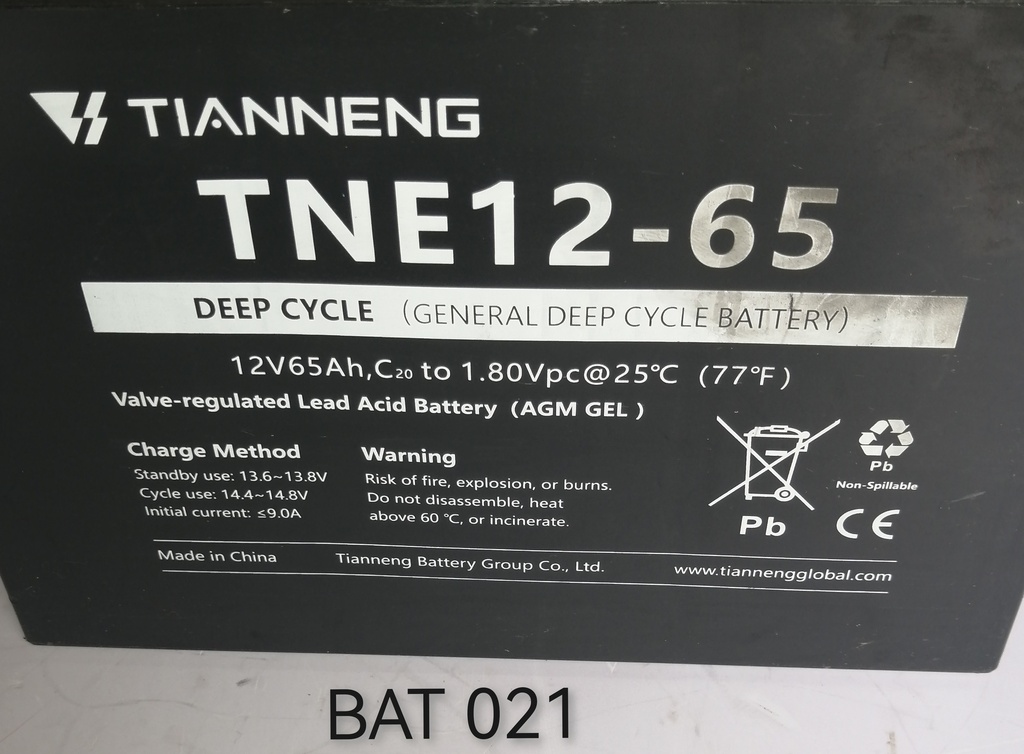 TIANNENG
TNE12-65
DEEP CYCLE (GENERAL DEEP CYCLE BATTERY)
12V65Ah,C₂₀ to 1.80Vpc@25℃ (77℉)
Valve-regulated Lead Acid Battery (AGM GEL )
Charge Method
Standby use: 13.6~13.8V
Cycle use: 14.4~14.8V
Initial current: ≤9.0A
Warning
Risk of fire, explosion, or burns.
Do not disassemble, heat
above 60 ℃, or incinerate.
Pb
Pb
Non-Spillable
CE
Made in China
Tianneng Battery Group Co., Ltd.
www.tiannengglobal.com
BAT 021